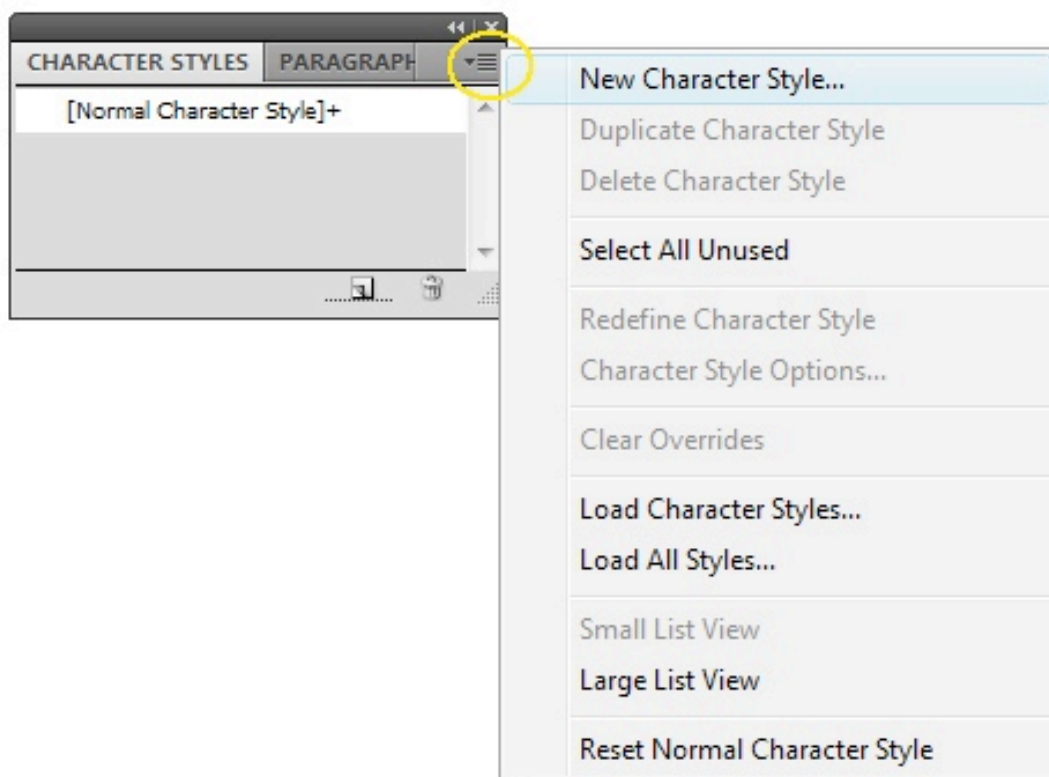 CHARACTER STYLES PARAGRAPH
[Normal Character Style]+
New Character Style...
Duplicate Character Style
Delete Character Style
Select All Unused
Redefine Character Style
Character Style Options...
Clear Overrides
Load Character Styles...
Load All Styles...
Small List View
Large List View
Reset Normal Character Style